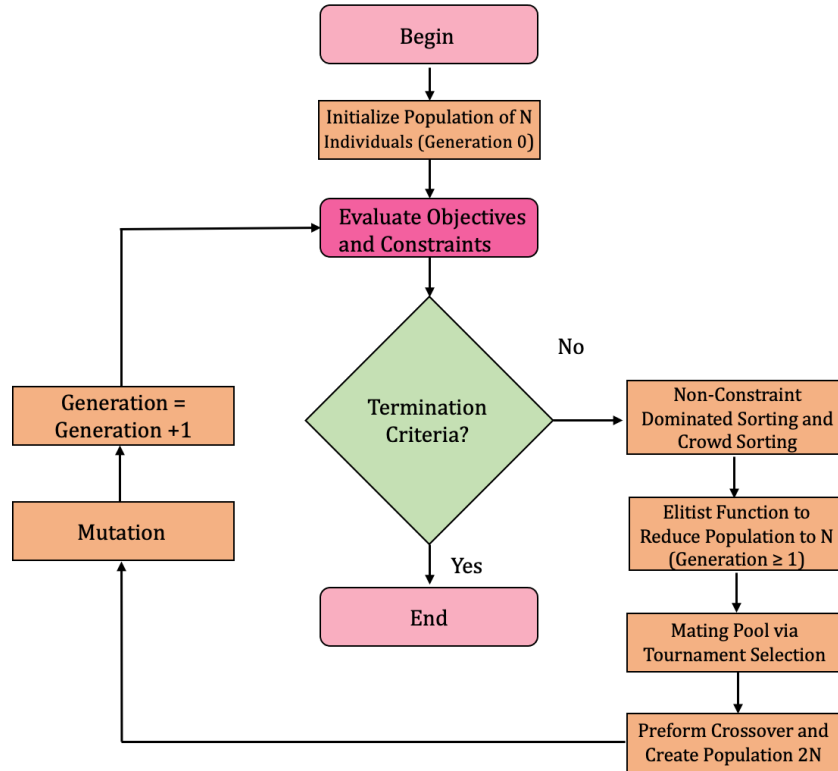 Begin
Initialize Population of N
Individuals (Generation 0)
Evaluate Objectives
and Constraints
Termination
Criteria?
No
Yes
End
Non-Constraint
Dominated Sorting and
Crowd Sorting
Elitist Function to
Reduce Population to N
(Generation ≥ 1)
Mating Pool via
Tournament Selection
Preform Crossover and
Create Population 2N
Mutation
Generation =
Generation +1